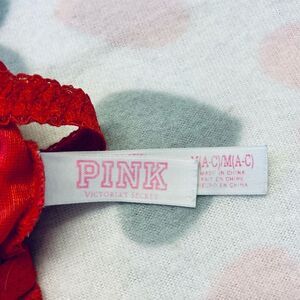 PINK
VICTORIA'S SECRET
M(A-C)/M(A-C)
MADE IN CHINA
FAIT EN CHINE
HECHO EN CHINA